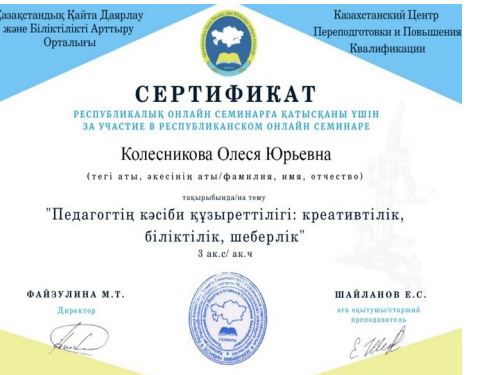 Қазақстандық Қайта Даярлау
және Біліктілікті Арттыру
Орталығы
Казахстанский Центр
Переподготовки и Повышения
Квалификации
СЕРТИФИКАТ
РЕСПУБЛИКАЛЫҚ ОНЛАЙН СЕМИНАРҒА ҚАТЫСҚАНЫ ҮШІН
ЗА УЧАСТИЕ В РЕСПУБЛИКАНСКОМ ОНЛАЙН СЕМИНАРЕ
Колесникова Олеся Юрьевна
(тегі аты, әкесінің аты/фамилия, имя, отчество)
тақырыбында/на тему
"Педагогтің кәсіби құзыреттілігі: креативтілік,
біліктілік, шеберлік"
3 ак.с/ ак.ч
ФАЙЗУЛИНА М.Т.
Директор
ШАЙЛАНОВ Е.С.
аға оқытушы/старший
преподаватель